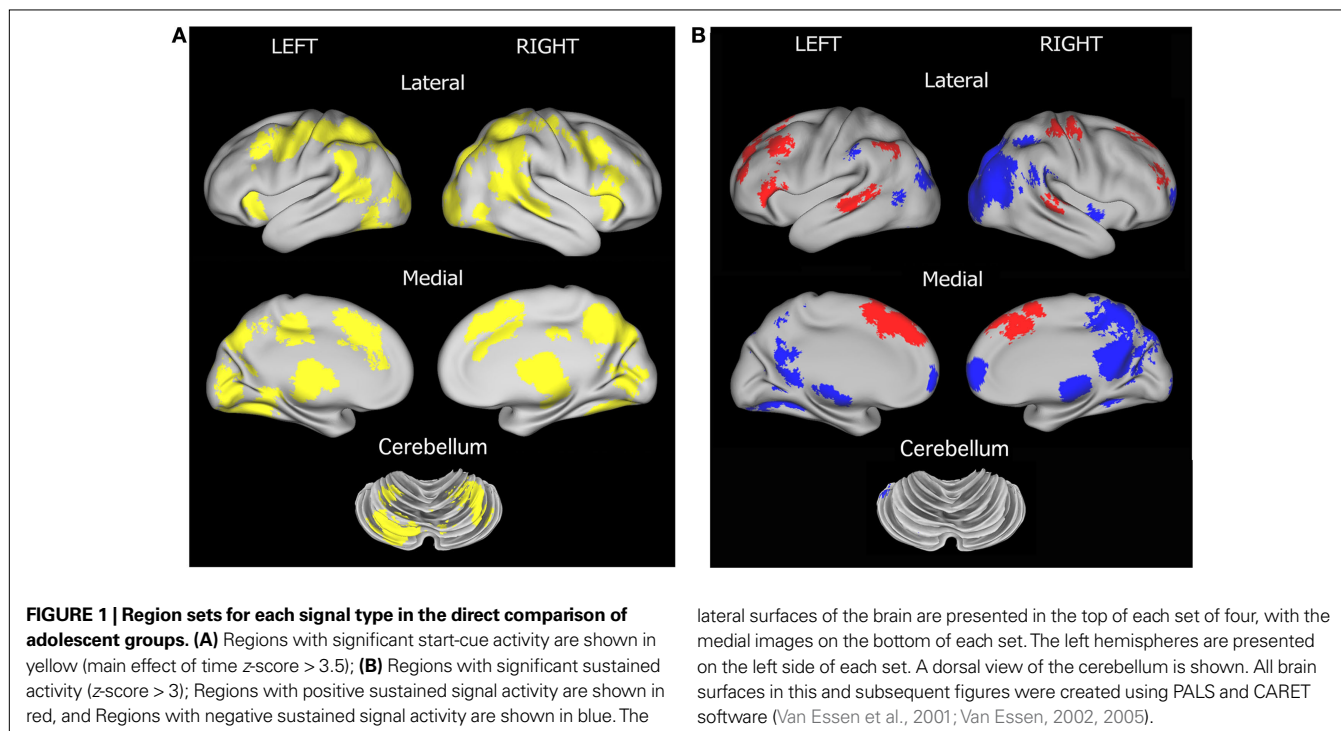 A
LEFT
RIGHT
Lateral
Medial
Cerebellum
B
LEFT
RIGHT
Lateral
Medial
Cerebellum
FIGURE 1 | Region sets for each signal type in the direct comparison of
adolescent groups. (A) Regions with significant start-cue activity are shown in
yellow (main effect of time z-score > 3.5); (B) Regions with significant sustained
activity (z-score > 3); Regions with positive sustained signal activity are shown in
red, and Regions with negative sustained signal activity are shown in blue. The
lateral surfaces of the brain are presented in the top of each set of four, with the
medial images on the bottom of each set. The left hemispheres are presented
on the left side of each set. A dorsal view of the cerebellum is shown. All brain
surfaces in this and subsequent figures were created using PALS and CARET
software (Van Essen et al., 2001; Van Essen, 2002, 2005).